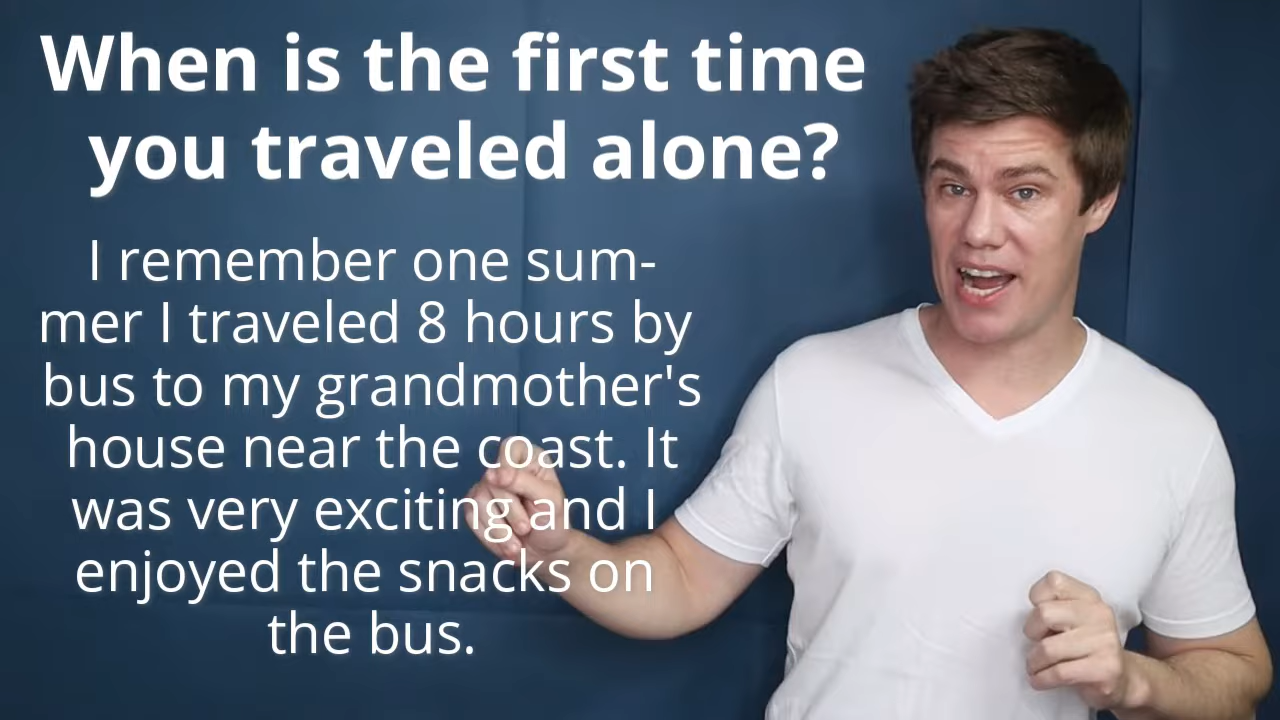 When is the first time
you traveled alone?
I remember one sum-
mer I traveled 8 hours by
bus to my grandmother's
house near the coast. It
was very exciting and I
enjoyed the snacks on
the bus.